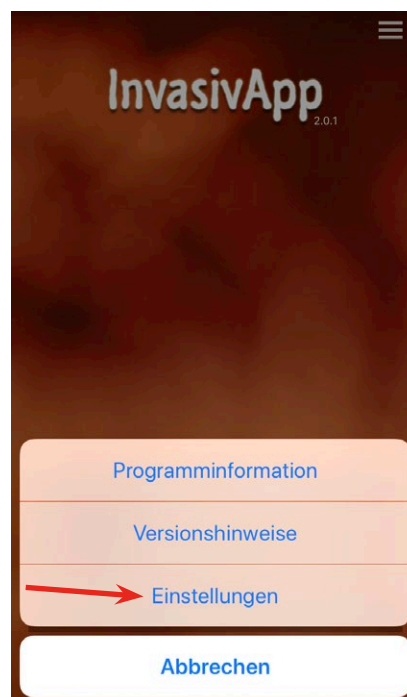 InvasivApp
2.0.1
Programminformation
Versionshinweise
Einstellungen
Abbrechen